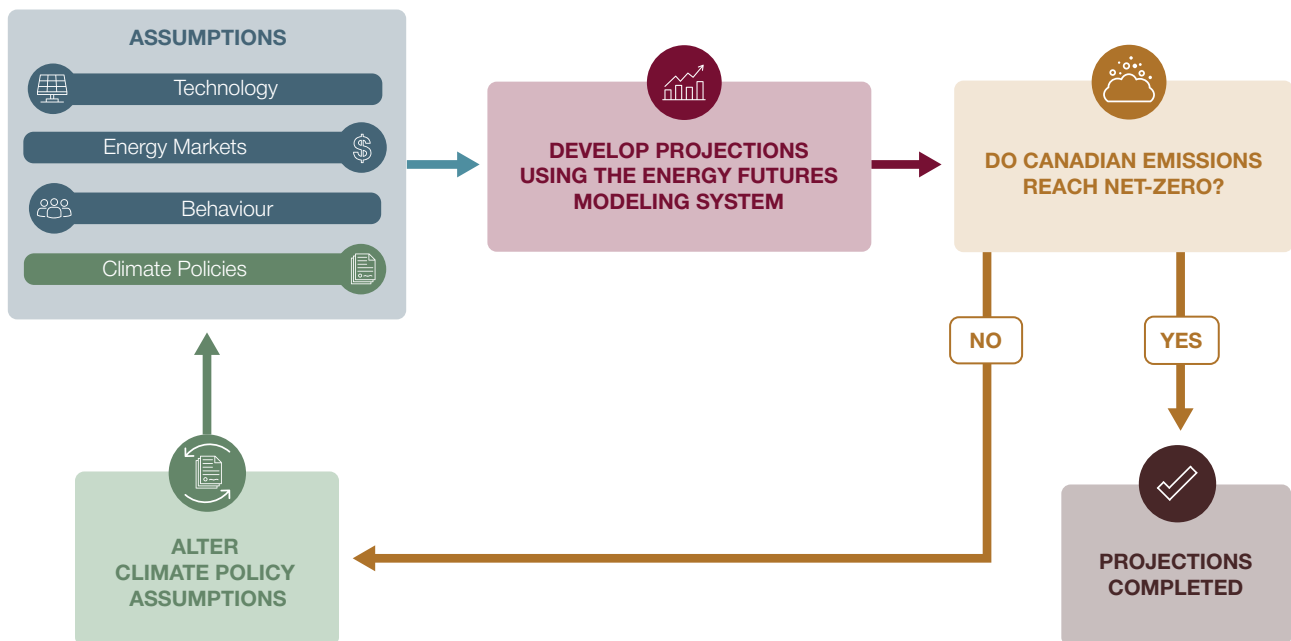 ASSUMPTIONS
Technology
Energy Markets
$
Behaviour
Climate Policies
DEVELOP PROJECTIONS
USING THE ENERGY FUTURES
MODELING SYSTEM
DO CANADIAN EMISSIONS
REACH NET-ZERO?
NO
YES
ALTER
CLIMATE POLICY
ASSUMPTIONS
PROJECTIONS
COMPLETED